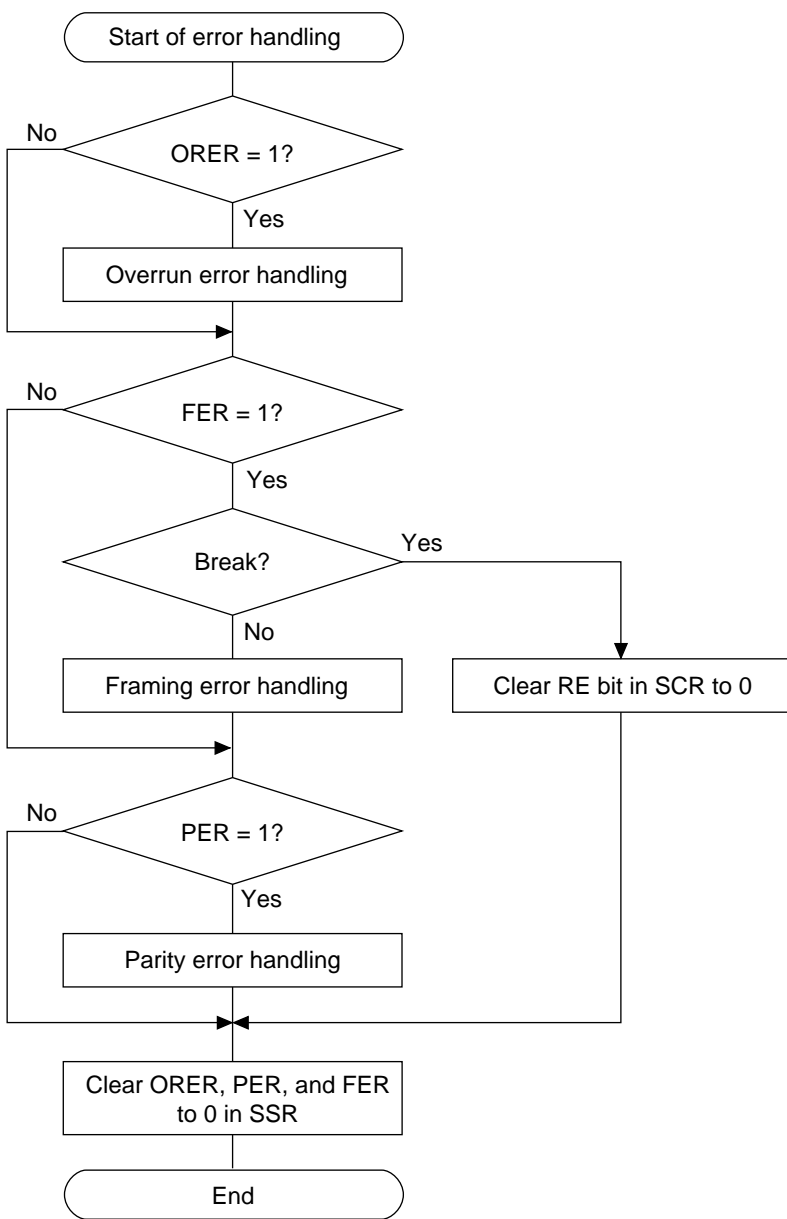 Start of error handling
No
ORER = 1?
Yes
Overrun error handling
No
FER = 1?
Yes
Break?
Yes
No
Framing error handling
Clear RE bit in SCR to 0
No
PER = 1?
Yes
Parity error handling
Clear ORER, PER, and FER
to 0 in SSR
End